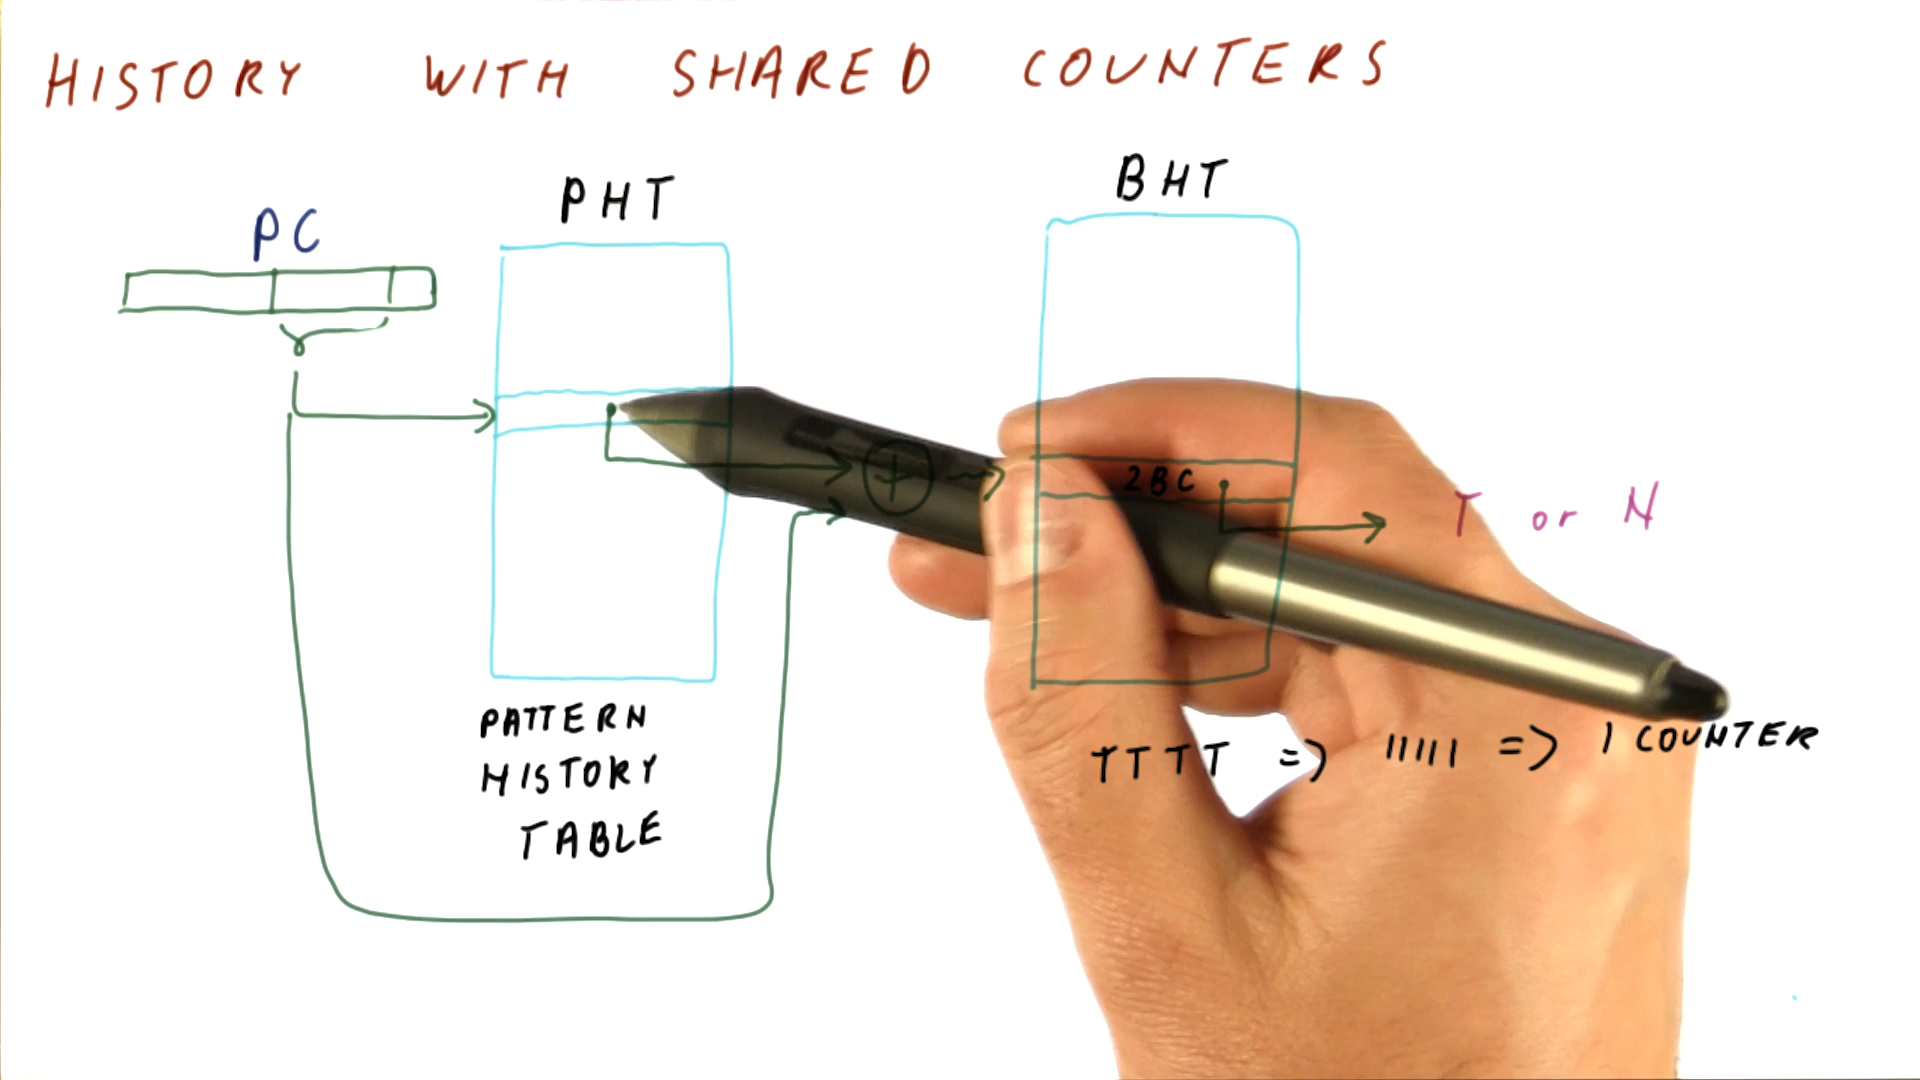 HISTORY WITH SHARED COUNTERS
PC
PHT
BHT
2BC
T or N
PATTERN
HISTORY
TABLE
TTTT => 11111 => 1 COUNTER